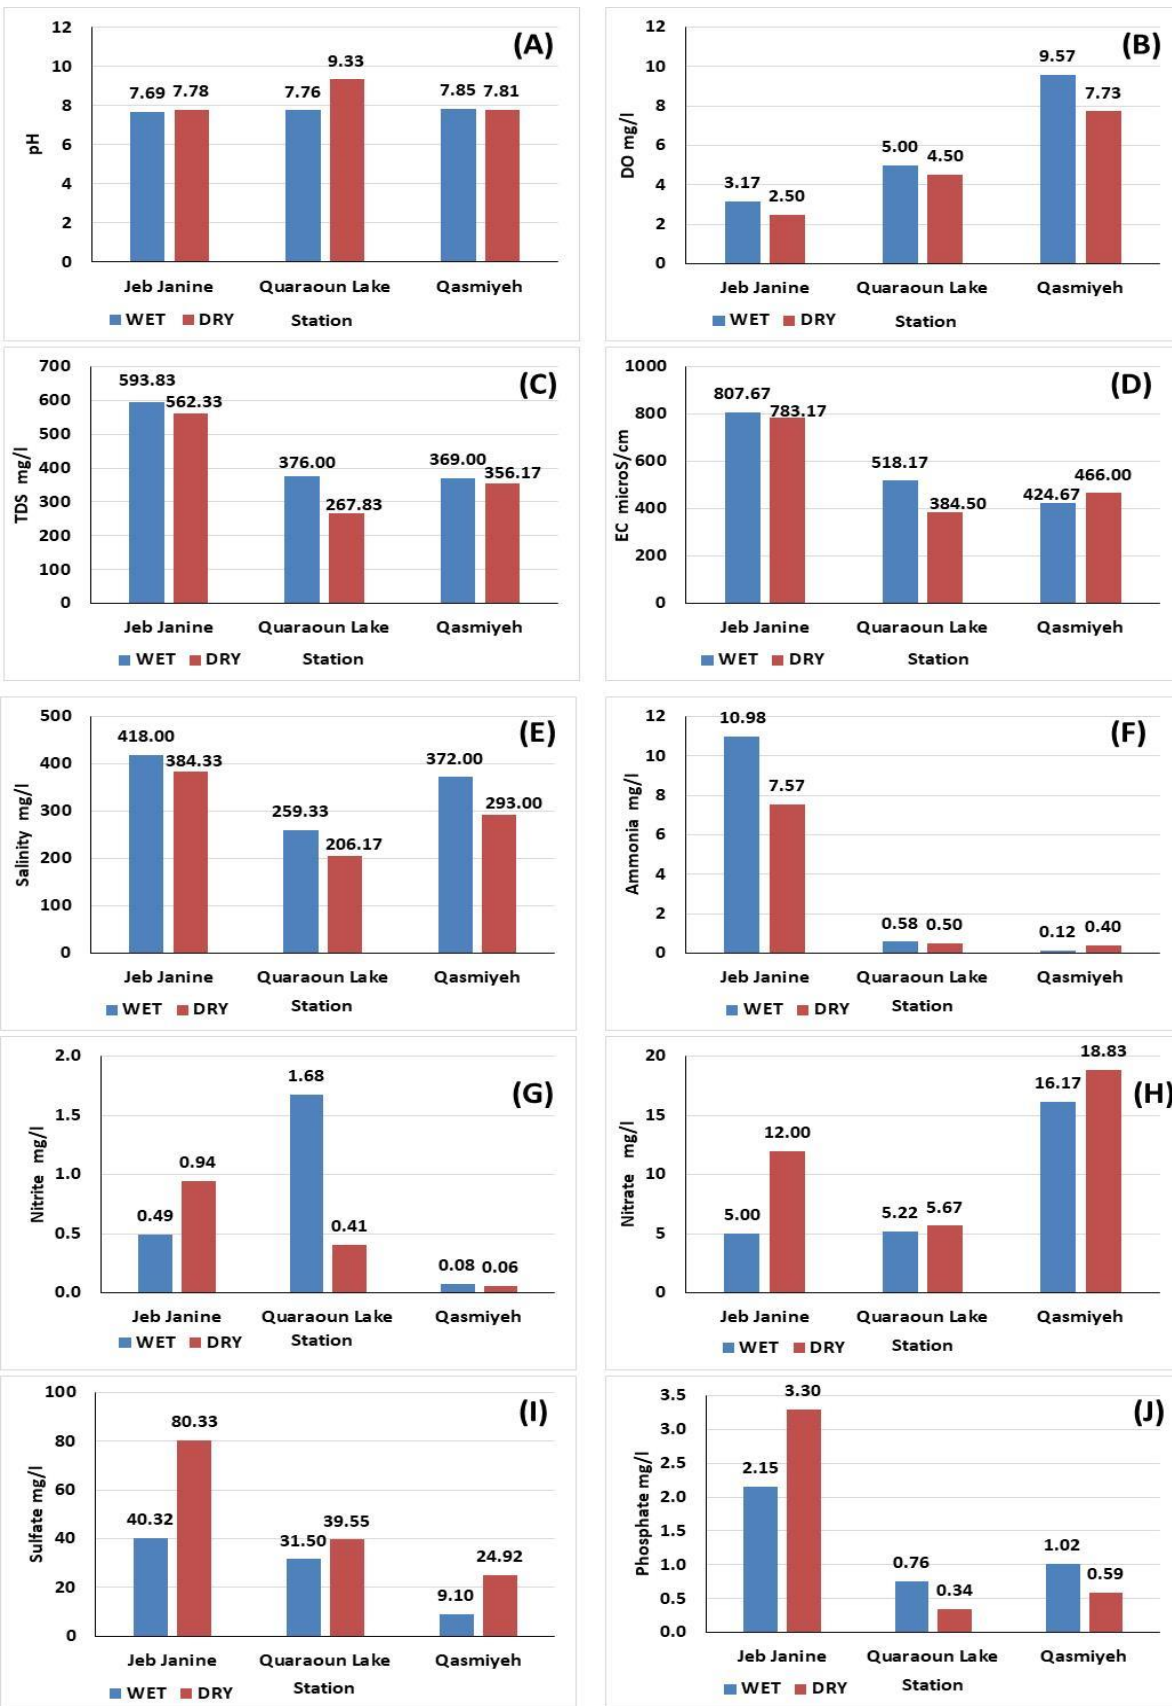 (A)
pH
12
10
8
6
4
2
0
7.69 7.78
7.76
9.33
7.85 7.81
Jeb Janine Quaraoun Lake Qasmiyeh
WET DRY Station
(B)
DO mg/l
12
10
8
6
4
2
0
3.17
2.50
5.00
4.50
9.57
7.73
Jeb Janine Quaraoun Lake Qasmiyeh
WET DRY Station
(C)
TDS mg/l
700
600
500
400
300
200
100
0
593.83
562.33
376.00
267.83
369.00
356.17
Jeb Janine Quaraoun Lake Qasmiyeh
WET DRY Station
(D)
EC microS/cm
1000
800
600
400
200
0
807.67
783.17
518.17
384.50
424.67
466.00
Jeb Janine Quaraoun Lake Qasmiyeh
WET DRY Station
(E)
Salinity mg/l
500
400
300
200
100
0
418.00
384.33
259.33
206.17
372.00
293.00
Jeb Janine Quaraoun Lake Qasmiyeh
WET DRY Station
(F)
Ammonia mg/l
12
10
8
6
4
2
0
10.98
7.57
0.58 0.50
0.12 0.40
Jeb Janine Quaraoun Lake Qasmiyeh
WET DRY Station
(G)
Nitrite mg/l
2.0
1.5
1.0
0.5
0.0
0.49
0.94
1.68
0.41
0.08 0.06
Jeb Janine Quaraoun Lake Qasmiyeh
WET DRY Station
(H)
Nitrate mg/l
20
15
10
5
0
5.00
12.00
5.22 5.67
16.17
18.83
Jeb Janine Quaraoun Lake Qasmiyeh
WET DRY Station
(I)
Sulfate mg/l
100
80
60
40
20
0
40.32
80.33
31.50
39.55
9.10
24.92
Jeb Janine Quaraoun Lake Qasmiyeh
WET DRY Station
(J)
Phosphate mg/l
3.5
3.0
2.5
2.0
1.5
1.0
0.5
0.0
2.15
3.30
0.76
0.34
1.02
0.59
Jeb Janine Quaraoun Lake Qasmiyeh
WET DRY Station